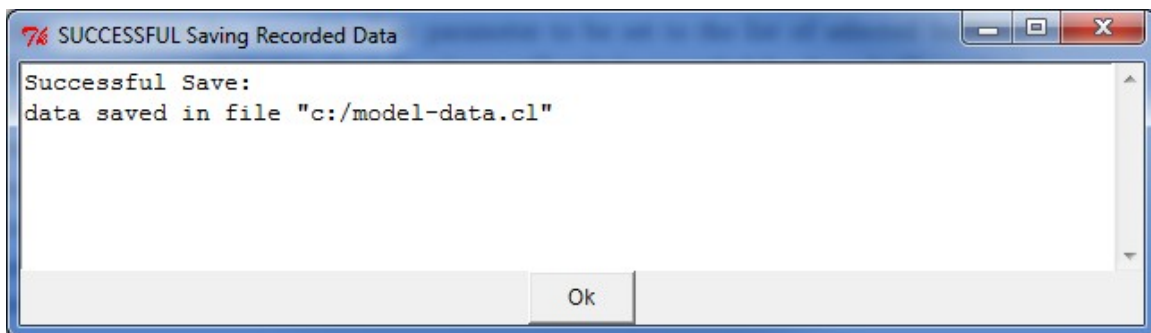 SUCCESSFUL Saving Recorded Data
Successful Save:
data saved in file "c:/model-data.cl"
Ok